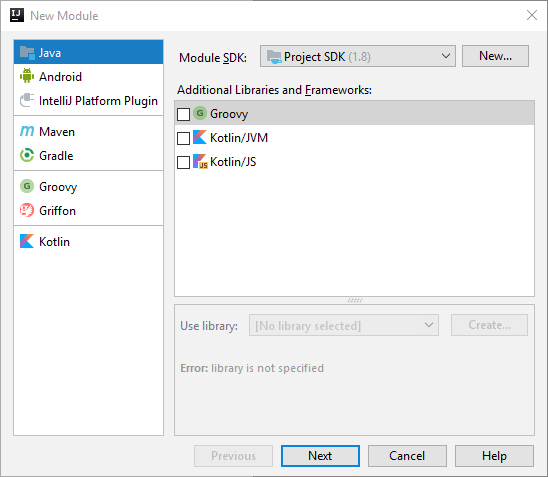 New Module
Java
Android
IntelliJ Platform Plugin
Maven
Gradle
Groovy
Griffon
Kotlin
Module SDK: Project SDK (1.8) New...
Additional Libraries and Frameworks:
Groovy
Kotlin/JVM
Kotlin/JS
Use library: [No library selected] Create...
Error: library is not specified
Previous Next Cancel Help